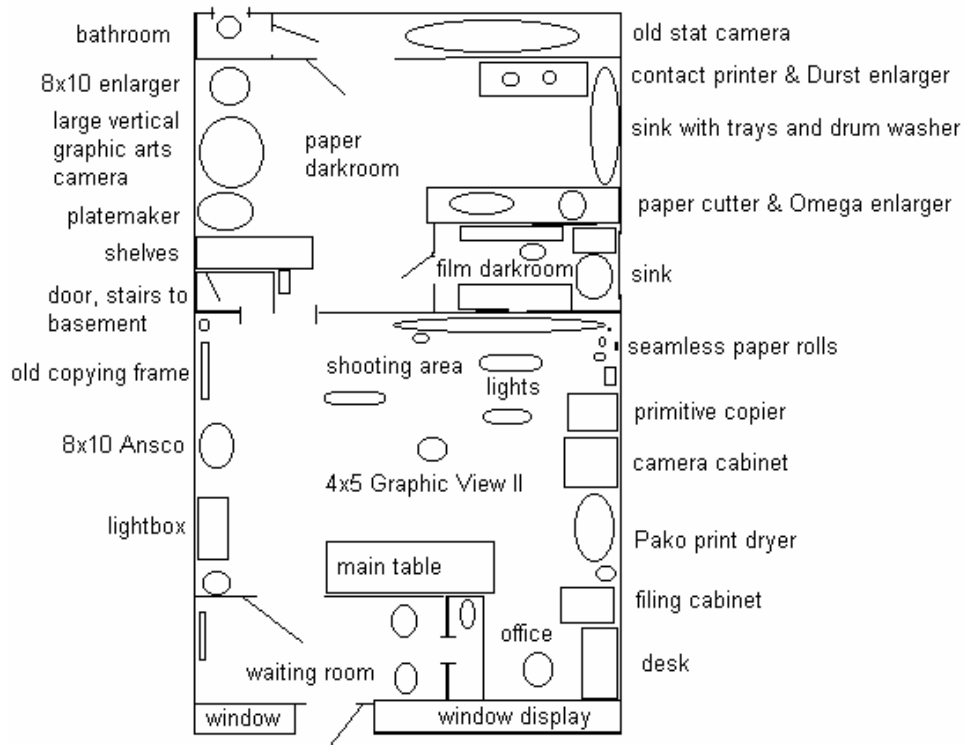 bathroom
old stat camera
8x10 enlarger
contact printer & Durst enlarger
large vertical
graphic arts
camera
paper
darkroom
sink with trays and drum washer
platemaker
paper cutter & Omega enlarger
shelves
film darkroom
sink
door, stairs to
basement
seamless paper rolls
old copying frame
shooting area
lights
primitive copier
8x10 Ansco
camera cabinet
4x5 Graphic View II
lightbox
Pako print dryer
main table
filing cabinet
office
waiting room
desk
window
window display